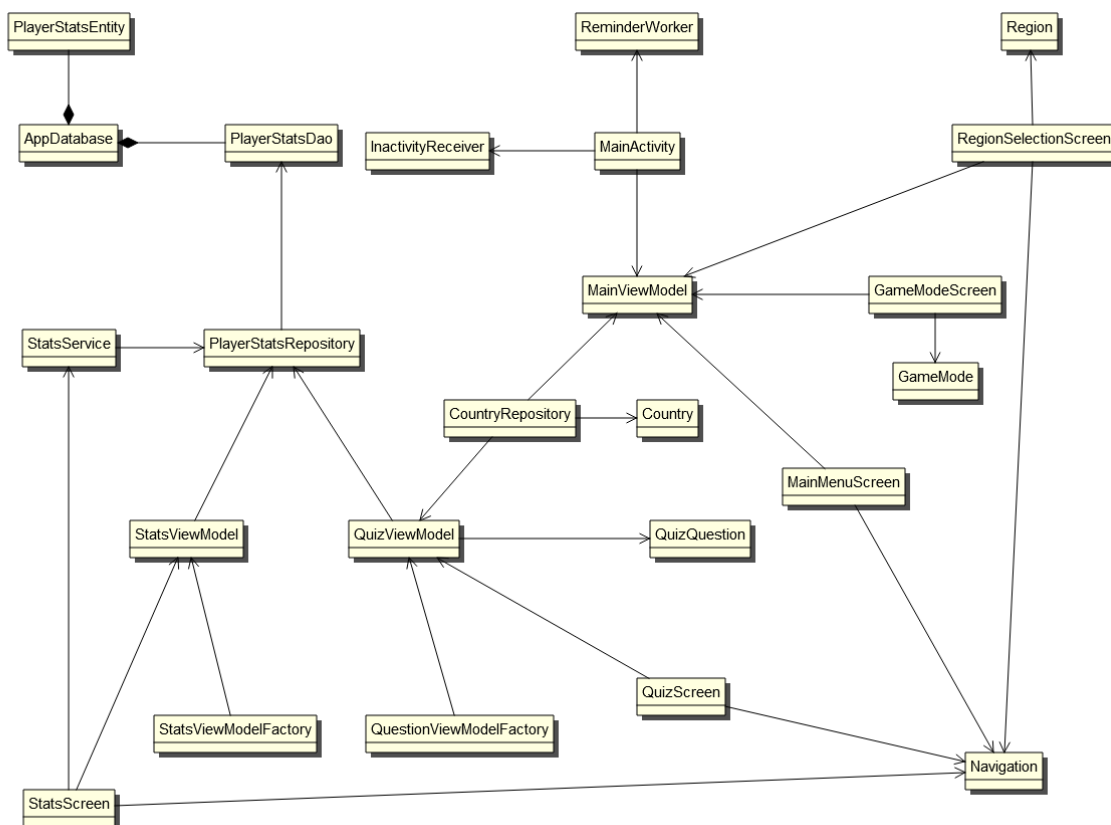 PlayerStatsEntity
ReminderWorker
Region
AppDatabase
PlayerStatsDao
InactivityReceiver
MainActivity
RegionSelectionScreen
MainViewModel
GameModeScreen
StatsService
PlayerStatsRepository
GameMode
CountryRepository
Country
MainMenuScreen
StatsViewModel
QuizViewModel
QuizQuestion
QuizScreen
StatsViewModelFactory
QuestionViewModelFactory
Navigation
StatsScreen